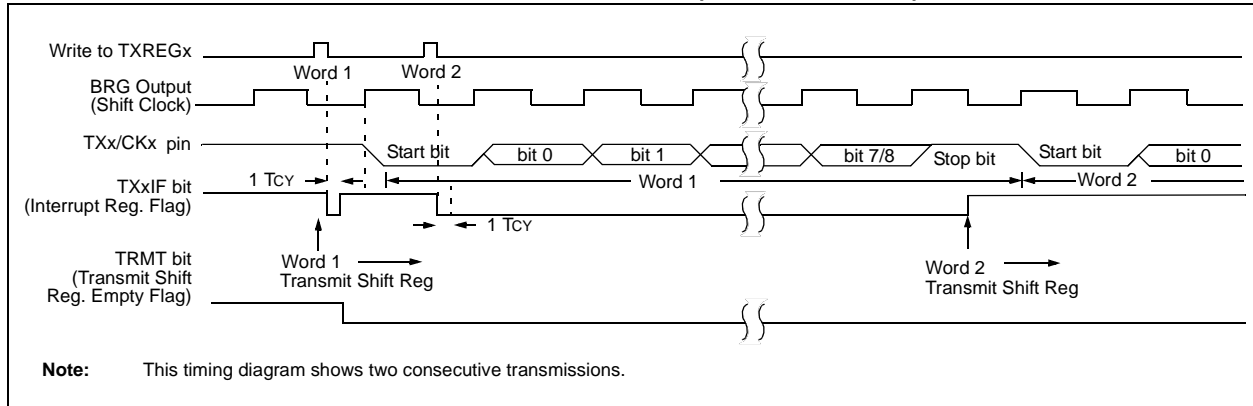 Write to TXREGx
Word 1
Word 2
BRG Output
(Shift Clock)
TXx/CKx pin
Start bit
bit 0
bit 1
bit 7/8
Stop bit
Start bit
bit 0
1 TCY
Word 1
Word 2
TXxIF bit
(Interrupt Reg. Flag)
1 TCY
Word 1
Transmit Shift Reg
Word 2
Transmit Shift Reg
TRMT bit
(Transmit Shift
Reg. Empty Flag)
Note: This timing diagram shows two consecutive transmissions.